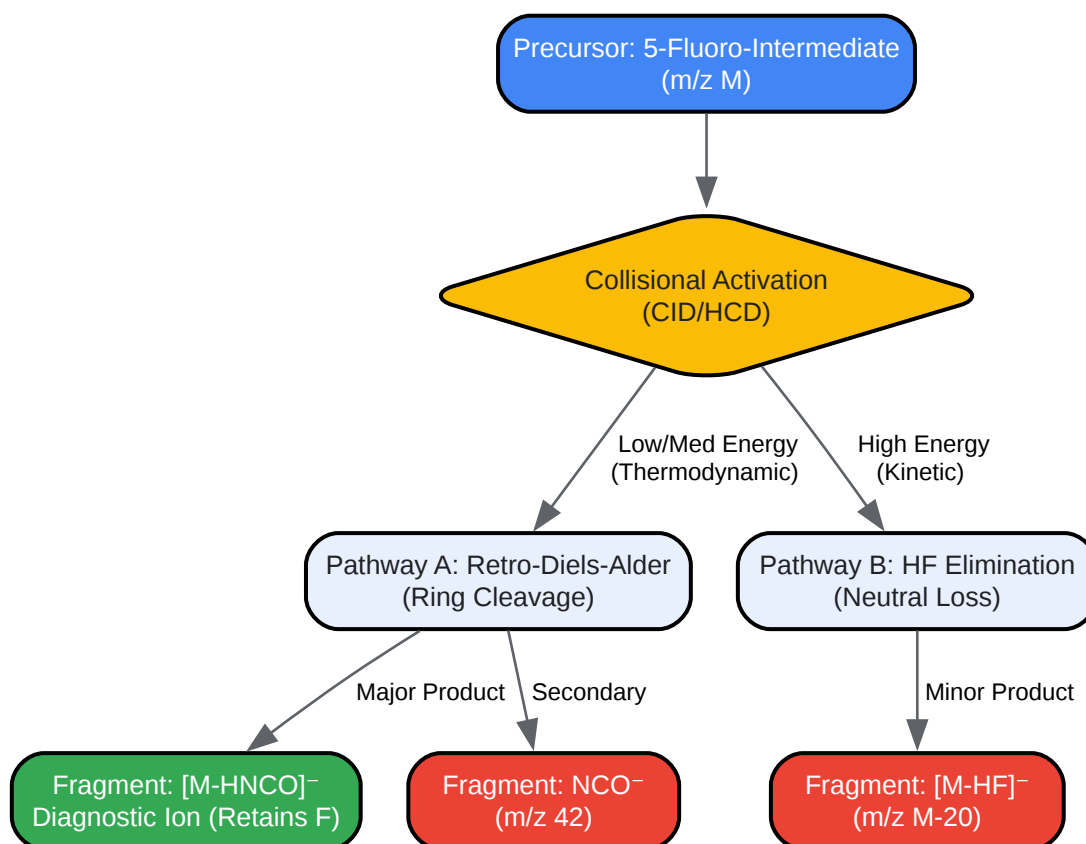 Precursor: 5-Fluoro-Intermediate
(m/z M)
Collisional Activation
(CID/HCD)
Low/Med Energy
(Thermodynamic)
High Energy
(Kinetic)
Pathway A: Retro-Diels-Alder
(Ring Cleavage)
Pathway B: HF Elimination
(Neutral Loss)
Major Product
Secondary
Minor Product
Fragment: [M-HNCO]⁻
Diagnostic Ion (Retains F)
Fragment: NCO⁻
(m/z 42)
Fragment: [M-HF]⁻
(m/z M-20)